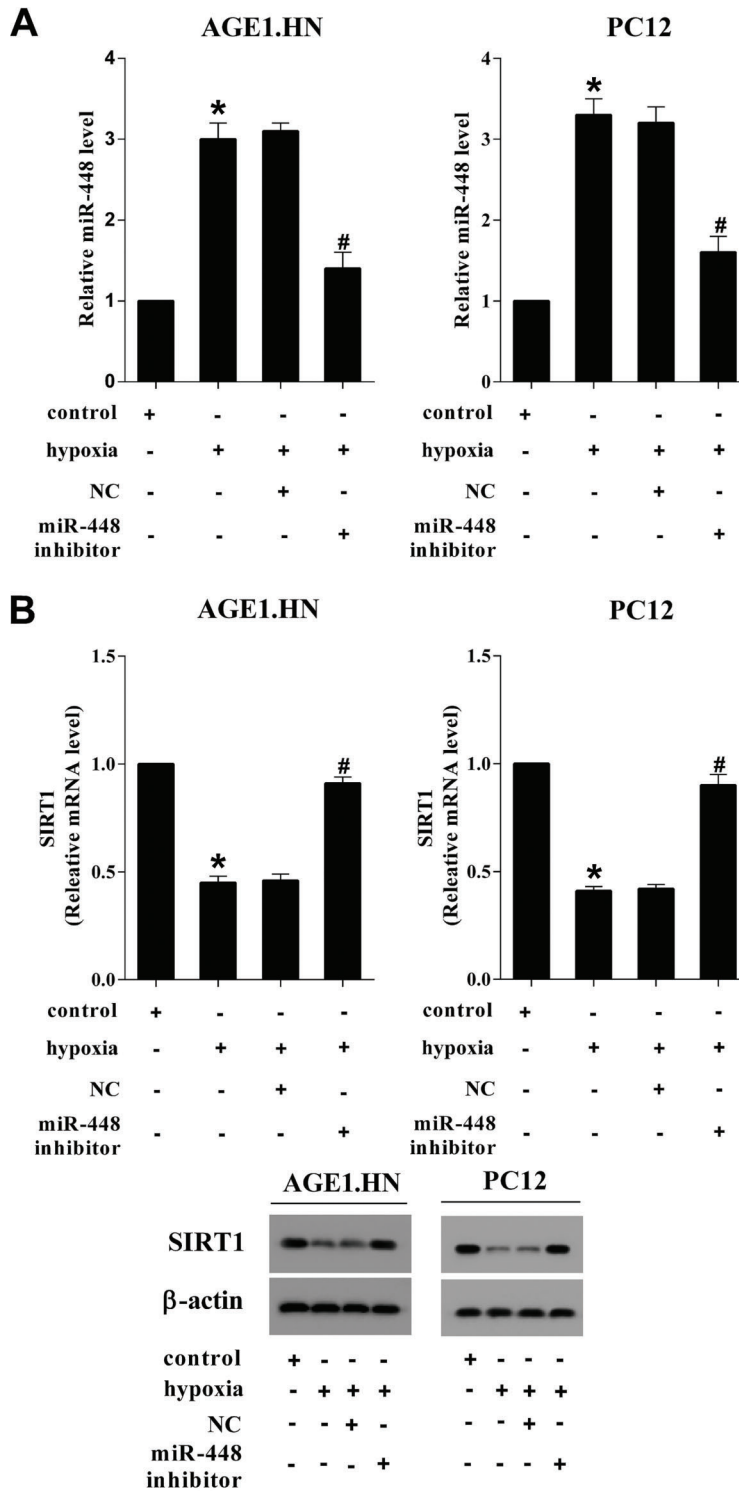 A
AGE1.HN
PC12
Relative miR-448 level
4
3
2
1
0
*
#
control + - - -
hypoxia - + + +
NC - - + -
miR-448
inhibitor - - - +
Relative miR-448 level
4
3
2
1
0
*
#
control + - - -
hypoxia - + + +
NC - - + -
miR-448
inhibitor - - - +
B
AGE1.HN
PC12
SIRT1
(Releative mRNA level)
1.5
1.0
0.5
0.0
*
#
control + - - -
hypoxia - + + +
NC - - + -
miR-448
inhibitor - - - +
SIRT1
(Releative mRNA level)
1.5
1.0
0.5
0.0
*
#
control + - - -
hypoxia - + + +
NC - - + -
miR-448
inhibitor - - - +
AGE1.HN PC12
SIRT1
β-actin
control + - - - + - - -
hypoxia - + + + - + + +
NC - - + - - - + -
miR-448
inhibitor - - - + - - - +